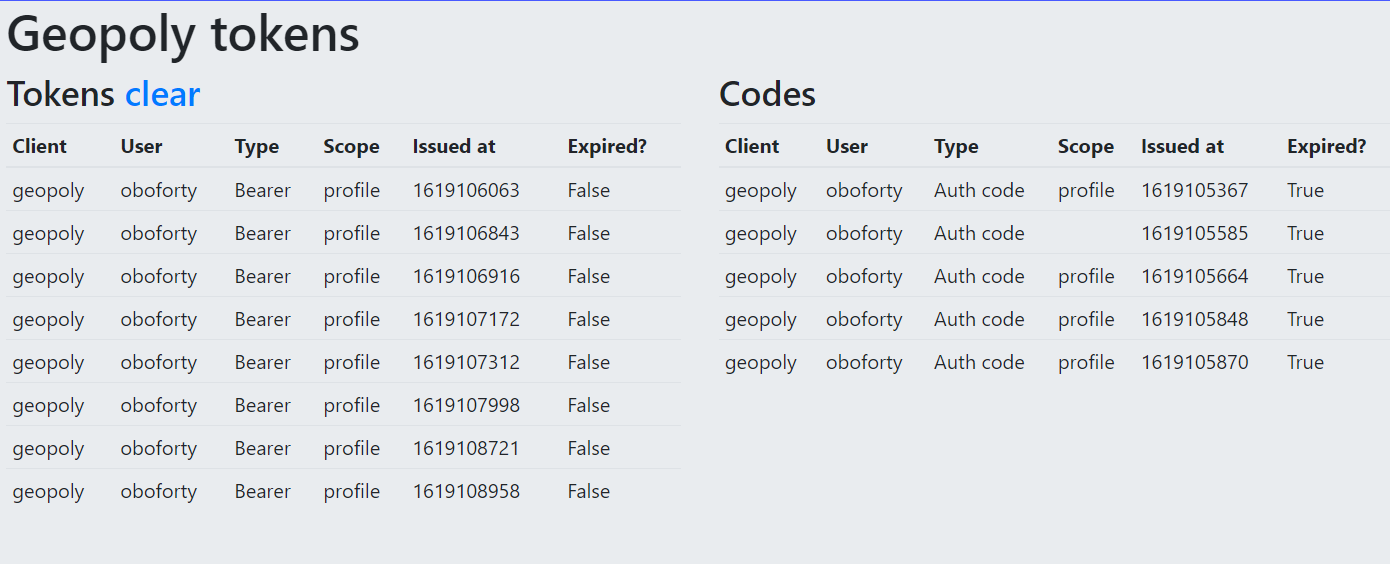 Geopoly tokens
Tokens clear
Client User Type Scope Issued at Expired?
geopoly oboforty Bearer profile 1619106063 False
geopoly oboforty Bearer profile 1619106843 False
geopoly oboforty Bearer profile 1619106916 False
geopoly oboforty Bearer profile 1619107172 False
geopoly oboforty Bearer profile 1619107312 False
geopoly oboforty Bearer profile 1619107998 False
geopoly oboforty Bearer profile 1619108721 False
geopoly oboforty Bearer profile 1619108958 False
Codes
Client User Type Scope Issued at Expired?
geopoly oboforty Auth code profile 1619105367 True
geopoly oboforty Auth code 1619105585 True
geopoly oboforty Auth code profile 1619105664 True
geopoly oboforty Auth code profile 1619105848 True
geopoly oboforty Auth code profile 1619105870 True